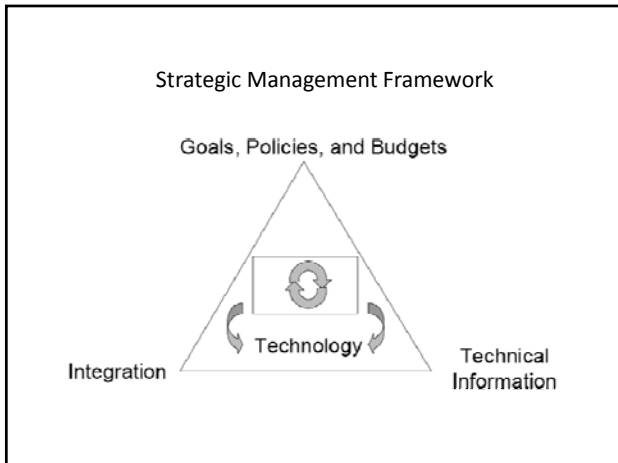 Strategic Management Framework
Goals, Policies, and Budgets
Technology
Integration
Technical
Information